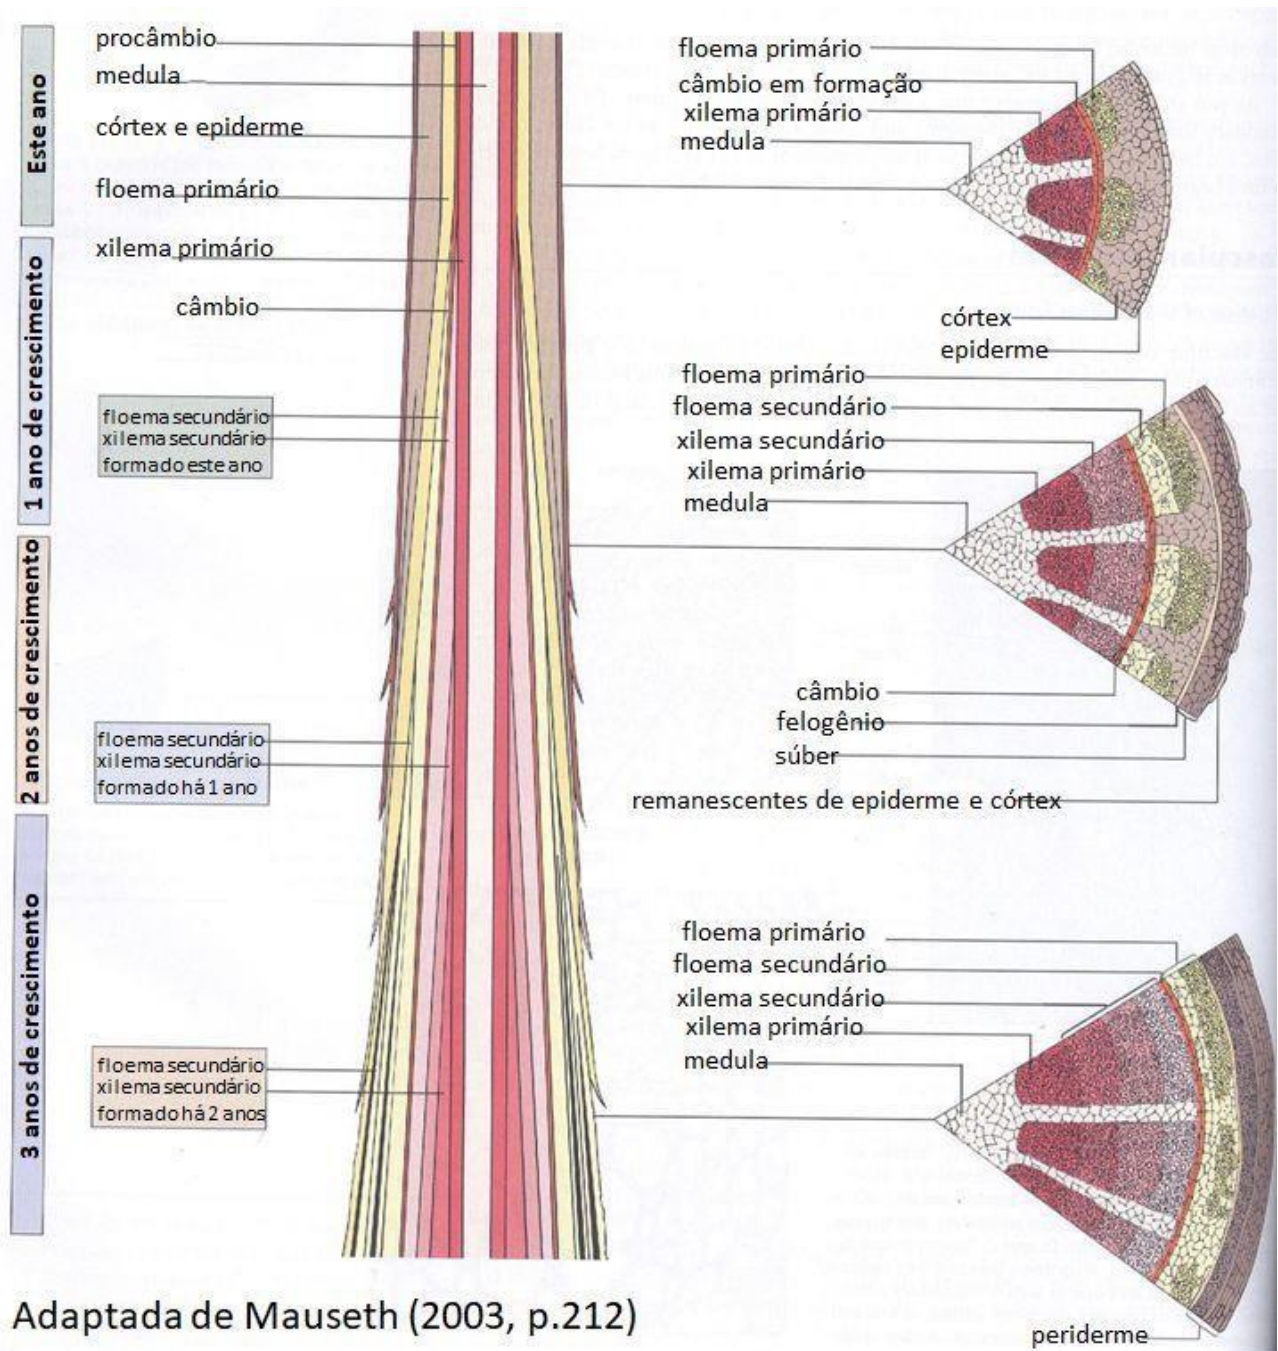 Este ano
procâmbio
medula
córtex e epiderme
floema primário
xilema primário
1 ano de crescimento
câmbio
floema secundário
xilema secundário
formado este ano
2 anos de crescimento
floema secundário
xilema secundário
formado há 1 ano
3 anos de crescimento
floema secundário
xilema secundário
formado há 2 anos
floema primário
câmbio em formação
xilema primário
medula
córtex
epiderme
floema primário
floema secundário
xilema secundário
xilema primário
medula
câmbio
felogênio
súber
remanescentes de epiderme e córtex
floema primário
floema secundário
xilema secundário
xilema primário
medula
periderme
Adaptada de Mauseth (2003, p.212)